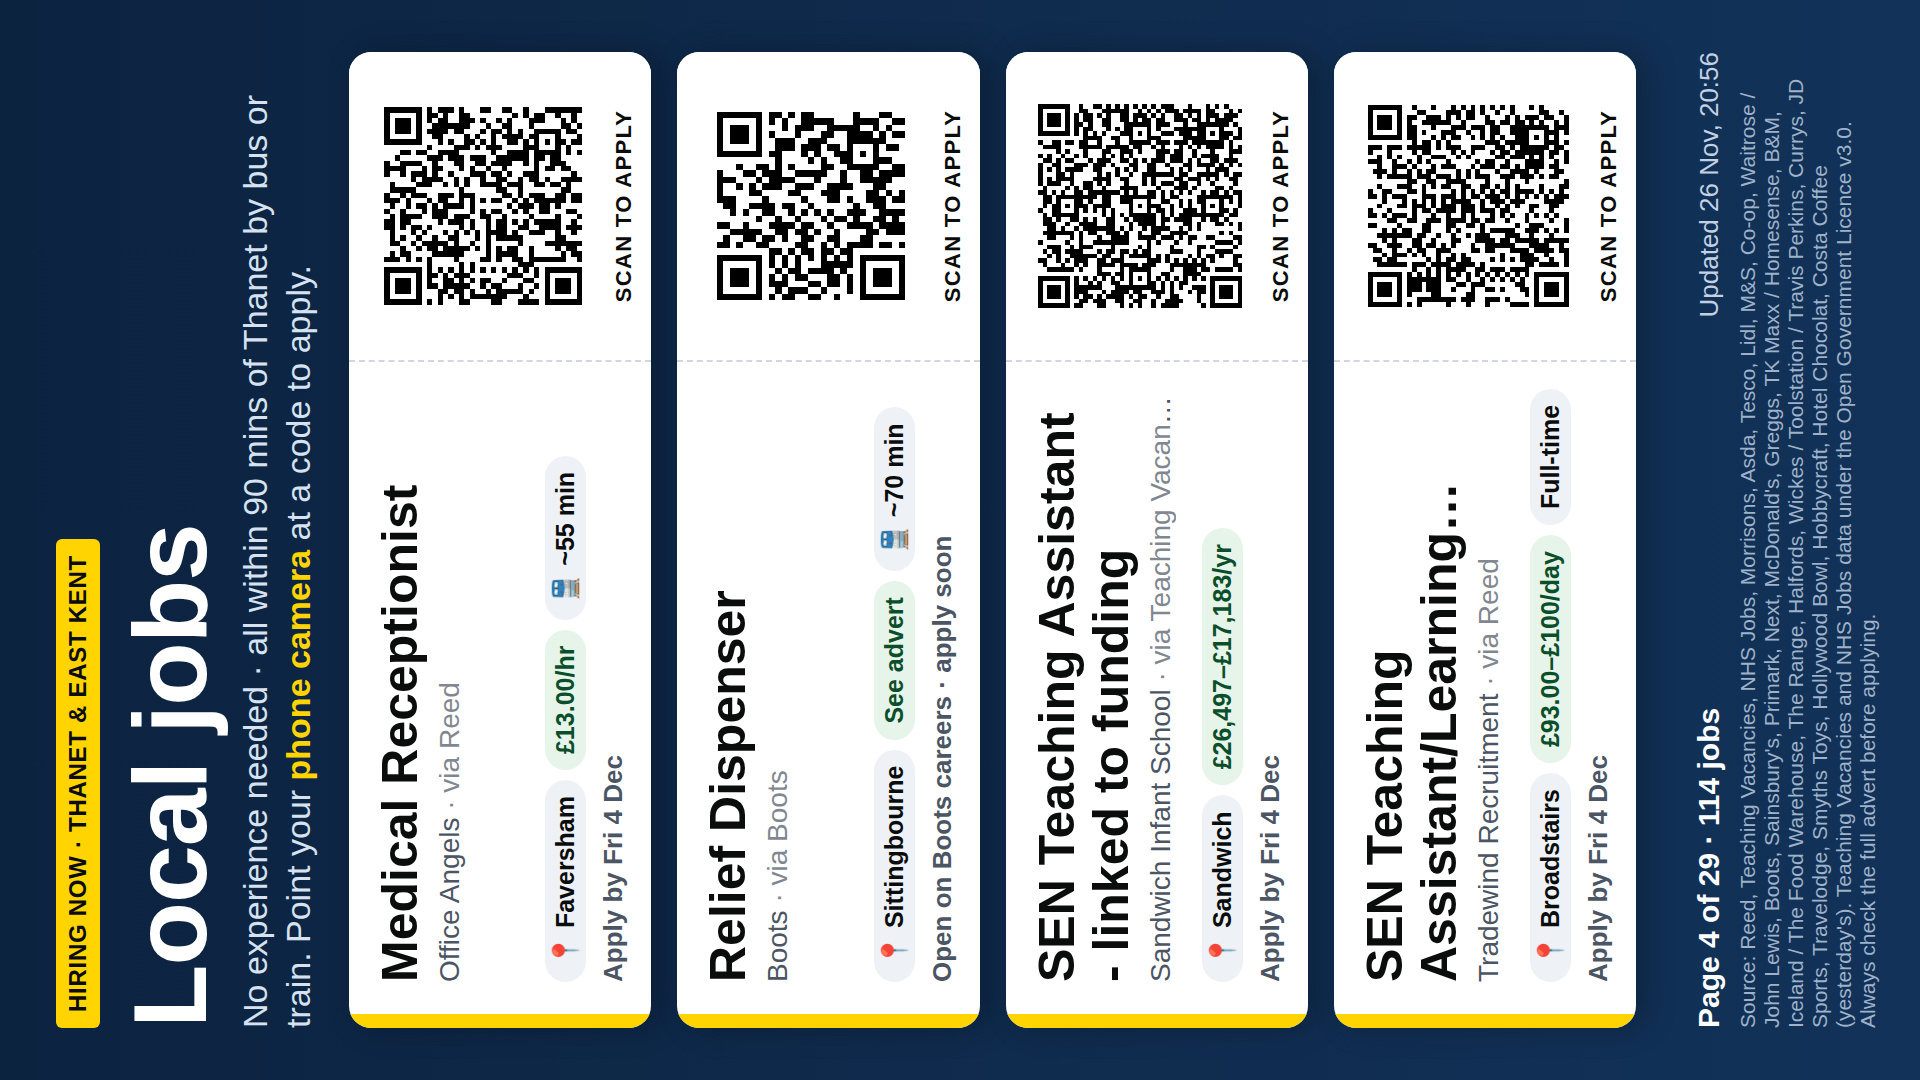 HIRING NOW · THANET & EAST KENT
Local jobs
No experience needed · all within 90 mins of Thanet by bus or
train. Point your phone camera at a code to apply.
Medical Receptionist
Office Angels · via Reed
📍 Faversham £13.00/hr 🚆 ~55 min
Apply by Fri 4 Dec
SCAN TO APPLY
Relief Dispenser
Boots · via Boots
📍 Sittingbourne See advert 🚆 ~70 min
Open on Boots careers · apply soon
SCAN TO APPLY
SEN Teaching Assistant
- linked to funding
Sandwich Infant School · via Teaching Vacan…
📍 Sandwich £26,497–£17,183/yr
Apply by Fri 4 Dec
SCAN TO APPLY
SEN Teaching
Assistant/Learning…
Tradewind Recruitment · via Reed
📍 Broadstairs £93.00–£100/day Full-time
Apply by Fri 4 Dec
SCAN TO APPLY
Page 4 of 29 · 114 jobs
Updated 26 Nov, 20:56
Source: Reed, Teaching Vacancies, NHS Jobs, Morrisons, Asda, Tesco, Lidl, M&S, Co-op, Waitrose /
John Lewis, Boots, Sainsbury's, Primark, Next, McDonald's, Greggs, TK Maxx / Homesense, B&M,
Iceland / The Food Warehouse, The Range, Halfords, Wickes / Toolstation / Travis Perkins, Currys, JD
Sports, Travelodge, Smyths Toys, Hollywood Bowl, Hobbycraft, Hotel Chocolat, Costa Coffee
(yesterday's). Teaching Vacancies and NHS Jobs data under the Open Government Licence v3.0.
Always check the full advert before applying.